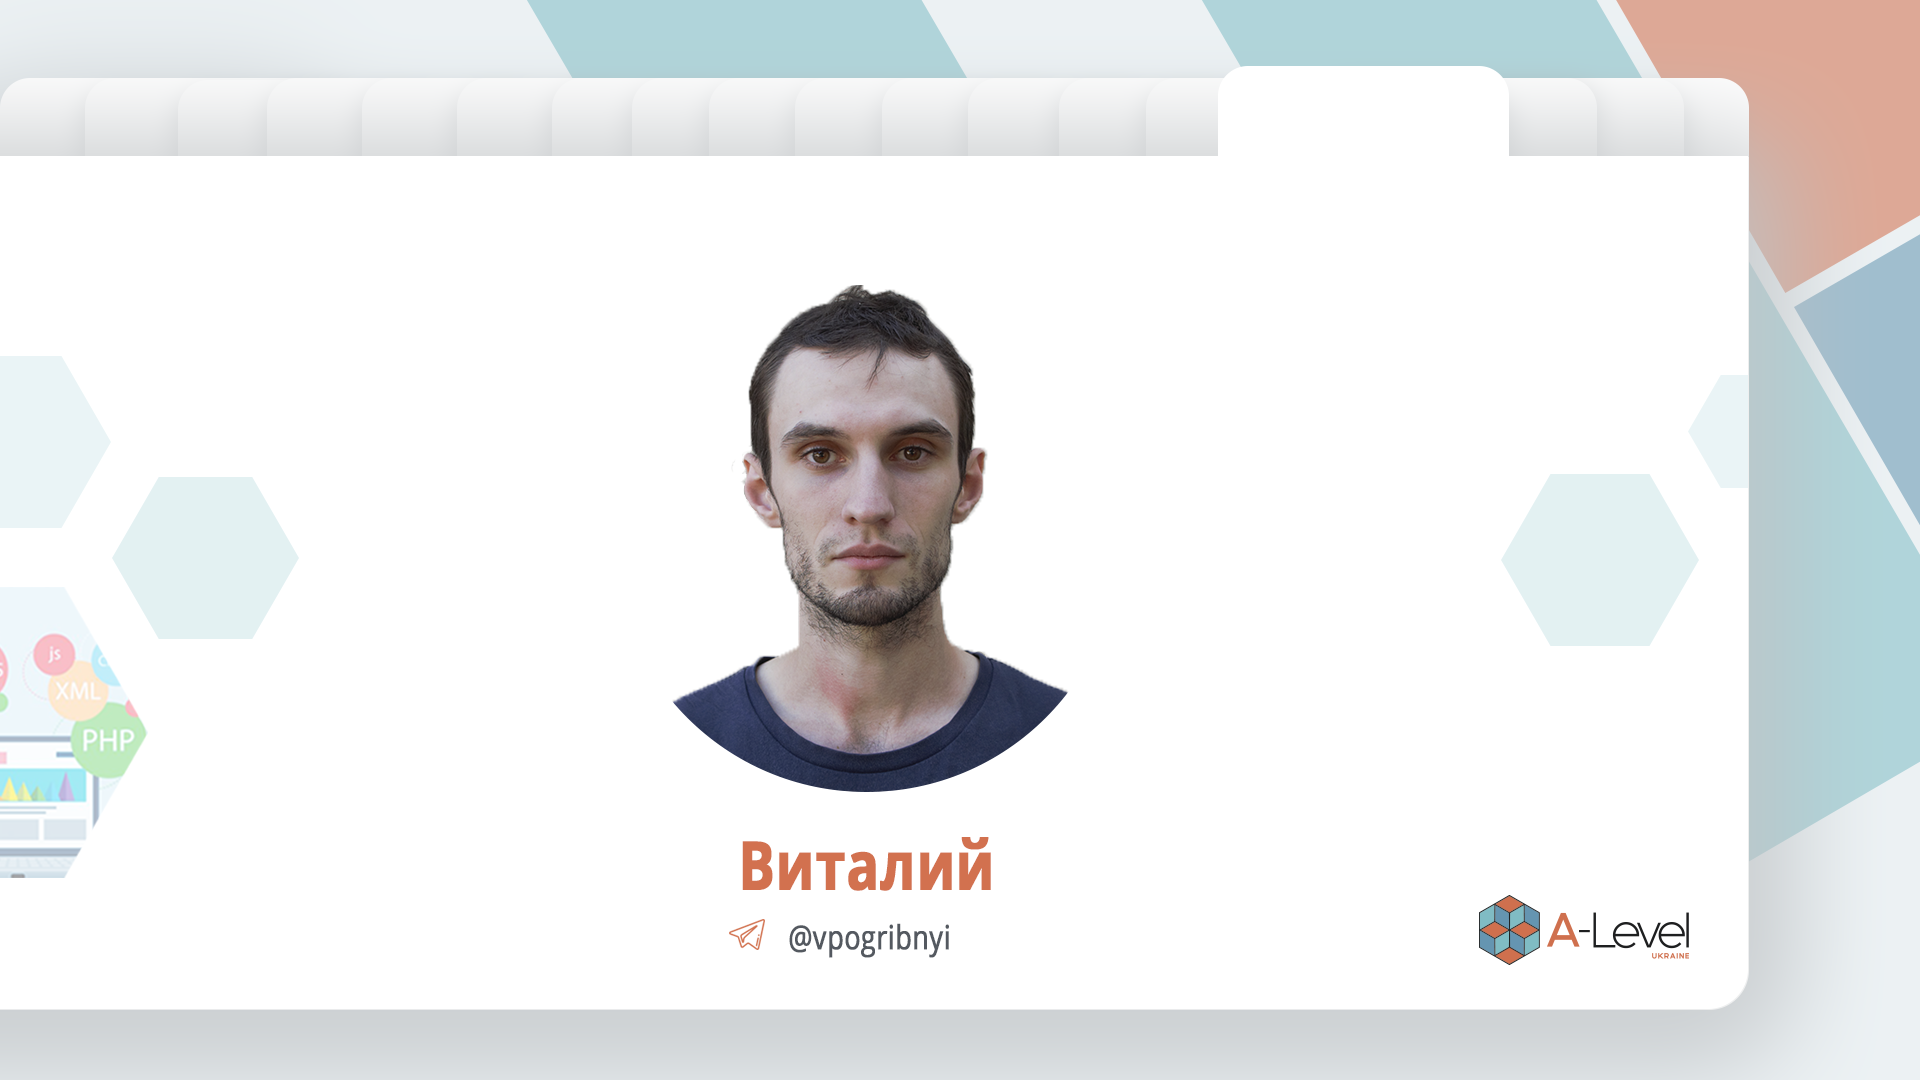 js
XML
PHP
Виталий
@vpogribnyi
A-Level
UKRAINE